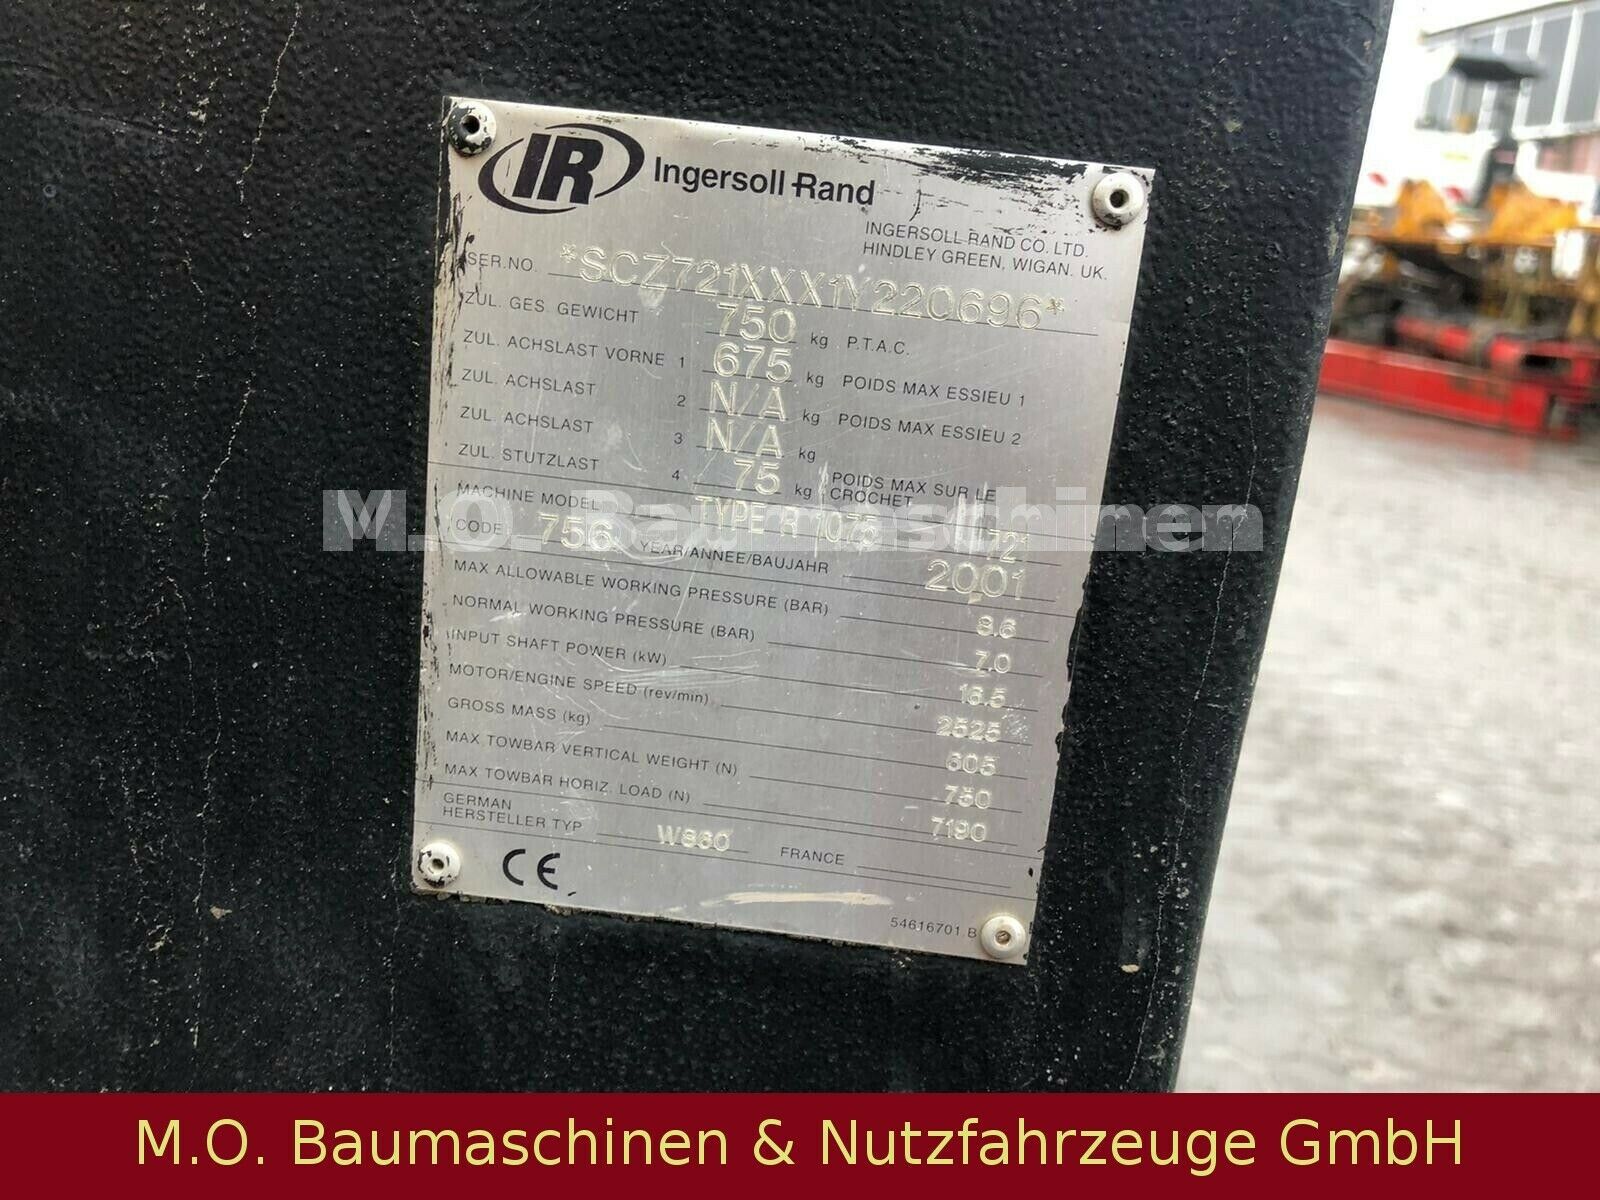 IR Ingersoll-Rand
INGERSOLL-RAND CO. LTD.
HINDLEY GREEN, WIGAN. UK.
SER.NO. *SCZ721XXX1Y220696*
ZUL. GES. GEWICHT 750 kg P.T.A.C.
ZUL. ACHSLAST VORNE 1 675 kg POIDS MAX ESSIEU 1
ZUL. ACHSLAST 2 N/A kg POIDS MAX ESSIEU 2
ZUL. ACHSLAST 3 N/A kg
ZUL. STUTZLAST 4 75 kg POIDS MAX SUR LE CROCHET
MACHINE MODEL TYPE R 721
CODE 756 YEAR/ANNEE/BAUJAHR 2001
MAX ALLOWABLE WORKING PRESSURE (BAR) 8.6
NORMAL WORKING PRESSURE (BAR) 7.0
INPUT SHAFT POWER (kW) 18.5
MOTOR/ENGINE SPEED (rev/min) 2525
GROSS MASS (kg) 605
MAX TOWBAR VERTICAL WEIGHT (N) 750
MAX TOWBAR HORIZ. LOAD (N) 7190
GERMAN
HERSTELLER TYP W860 FRANCE
CE
54616701 B
M.O. Baumaschinen
M.O. Baumaschinen & Nutzfahrzeuge GmbH